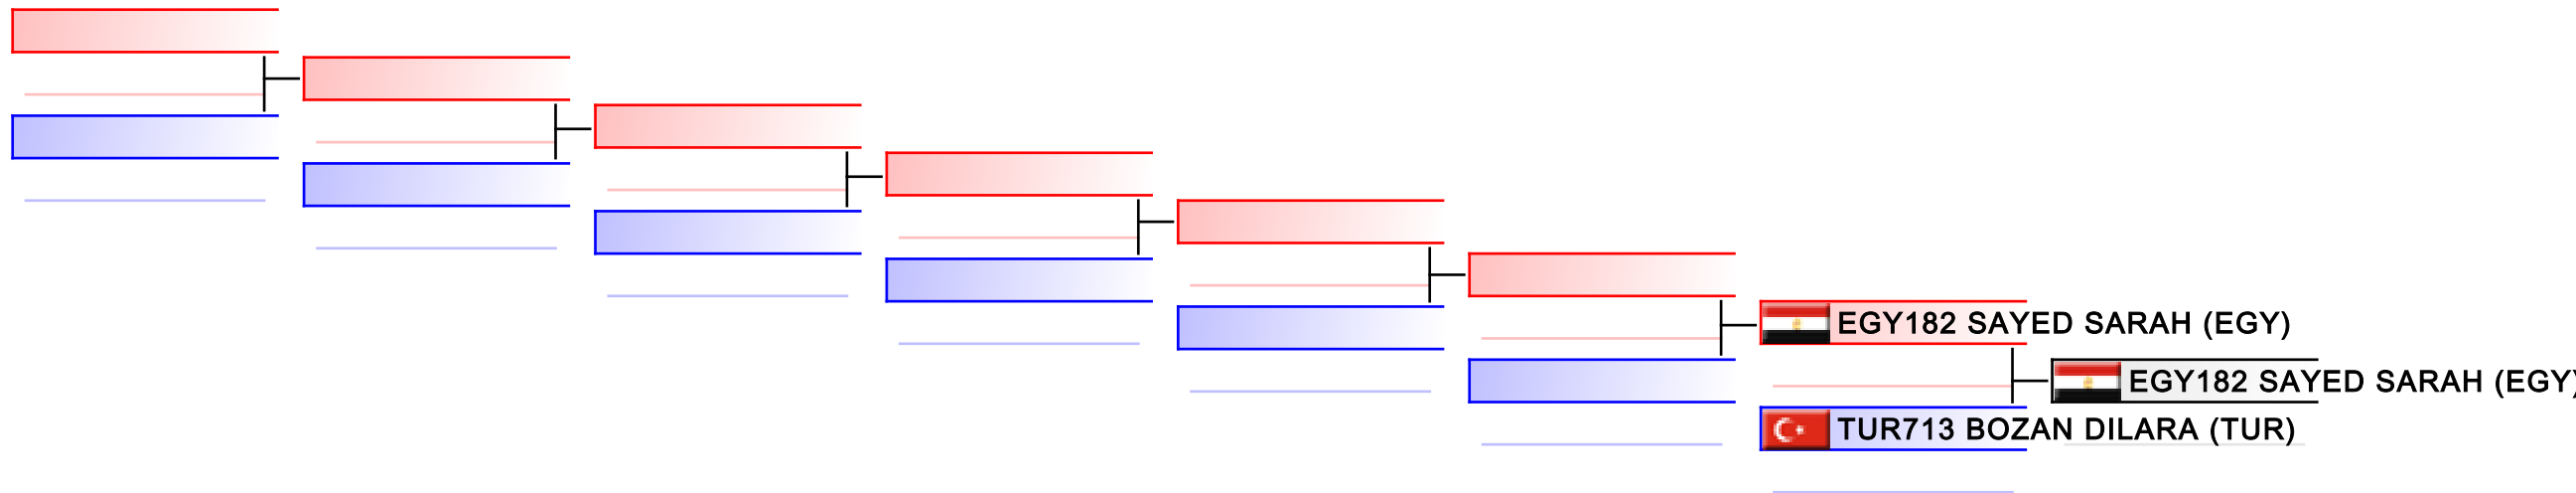 EGY182 SAYED SARAH (EGY)
EGY182 SAYED SARAH (EGY)
TUR713 BOZAN DILARA (TUR)